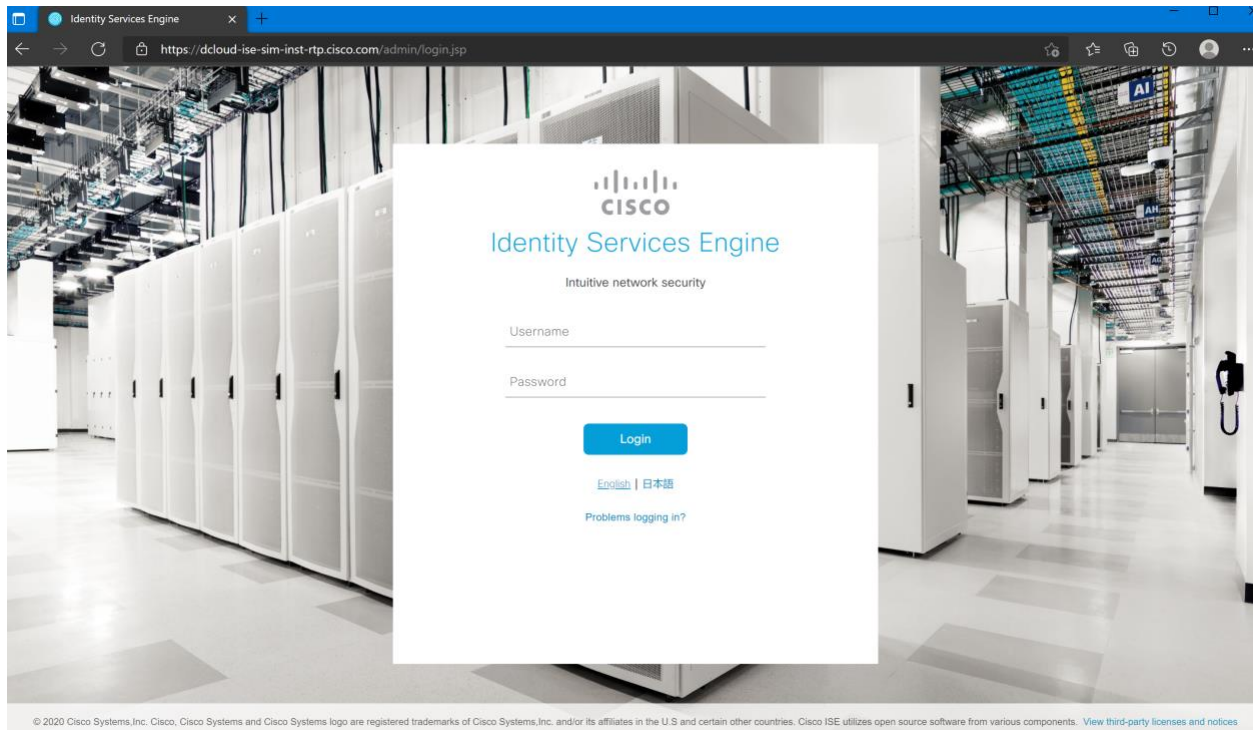 Identity Services Engine
https://dcloud-ise-sim-inst-rtp.cisco.com/admin/login.jsp
AI
AH
AG
CISCO
Identity Services Engine
Intuitive network security
Username
Password
Login
English | 日本語
Problems logging in?
© 2020 Cisco Systems,Inc. Cisco, Cisco Systems and Cisco Systems logo are registered trademarks of Cisco Systems,Inc. and/or its affiliates in the U.S and certain other countries. Cisco ISE utilizes open source software from various components. View third-party licenses and notices